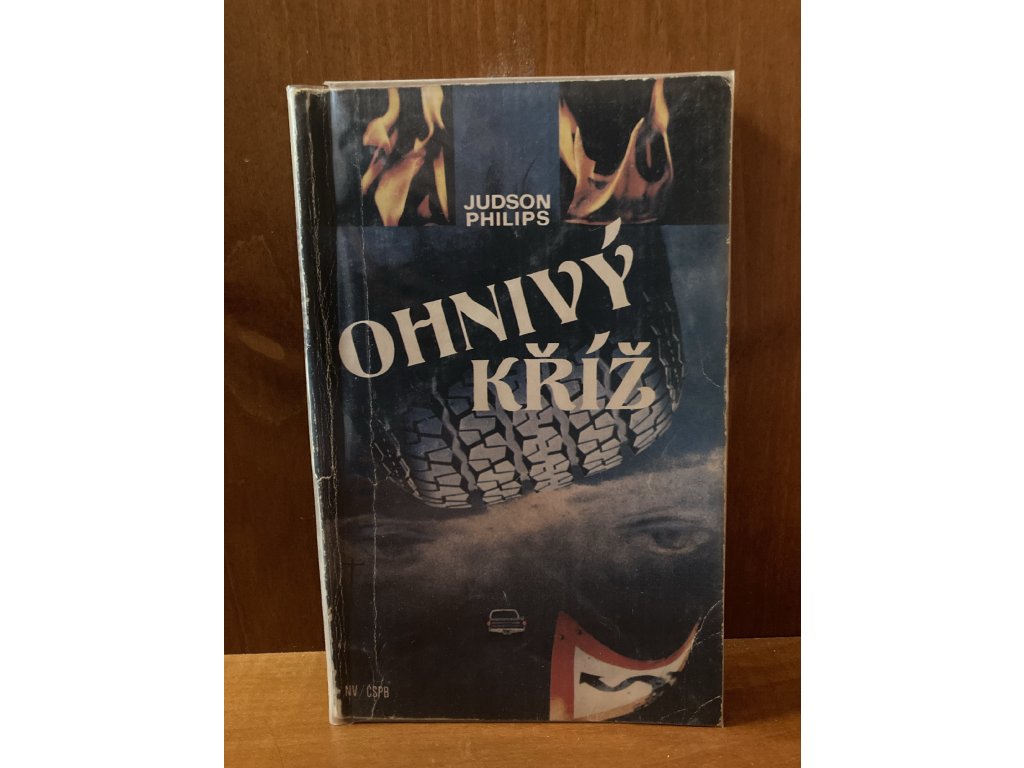 JUDSON
PHILIPS
OHNIVÝ
KŘÍŽ
NV/ČSPB